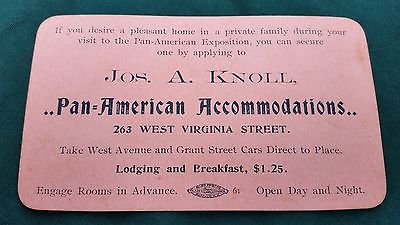 If you desire a pleasant home in a private family during your
visit to the Pan-American Exposition, you can secure
one by applying to
JOS. A. KNOLL,
..Pan-American Accommodations..
263 WEST VIRGINIA STREET.
Take West Avenue and Grant Street Cars Direct to Place.
Lodging and Breakfast, $1.25.
Engage Rooms in Advance. 61 Open Day and Night.